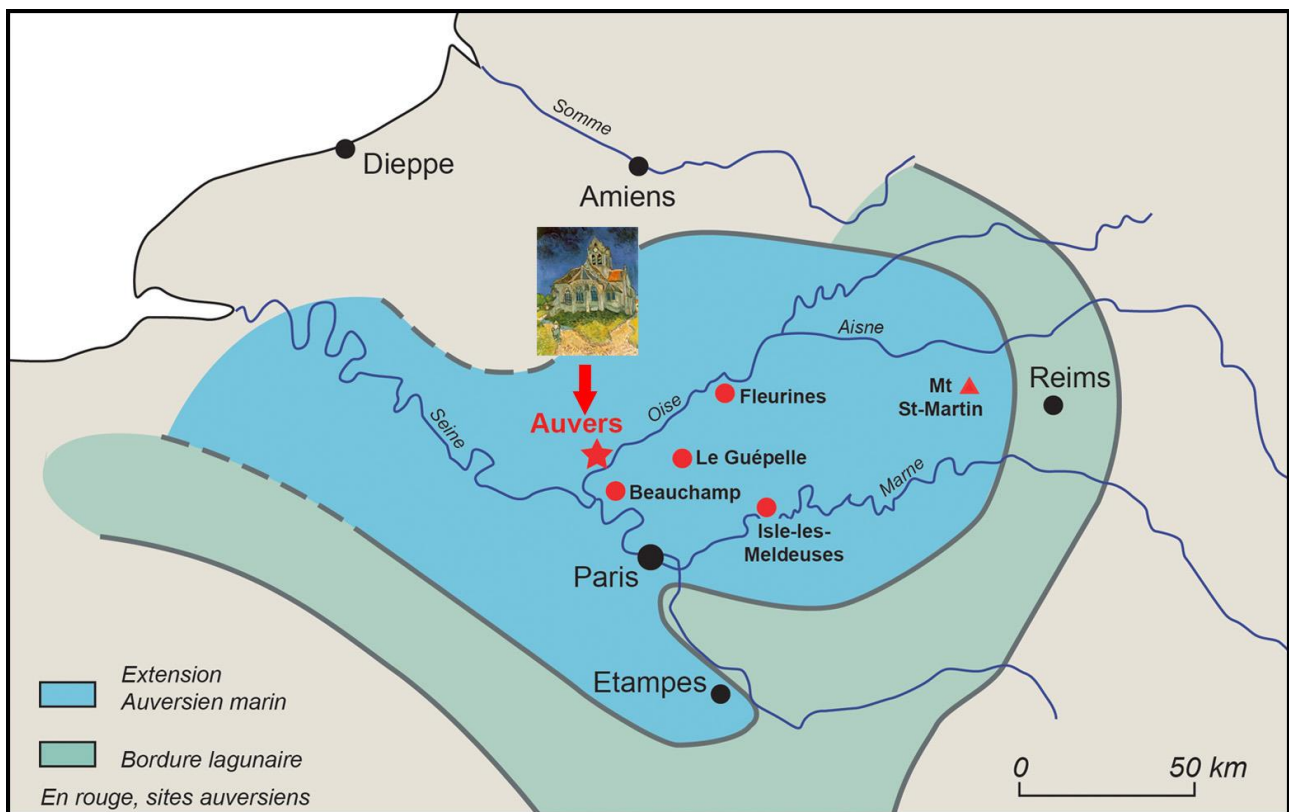 Somme
Dieppe
Amiens
Aisne
Reims
Mt
St-Martin
Fleurines
Oise
Auvers
Seine
Le Guépelle
Marne
Beauchamp
Isle-les-
Meldeuses
Paris
Etampes
Extension
Auversien marin
Bordure lagunaire
En rouge, sites auversiens
0 50 km